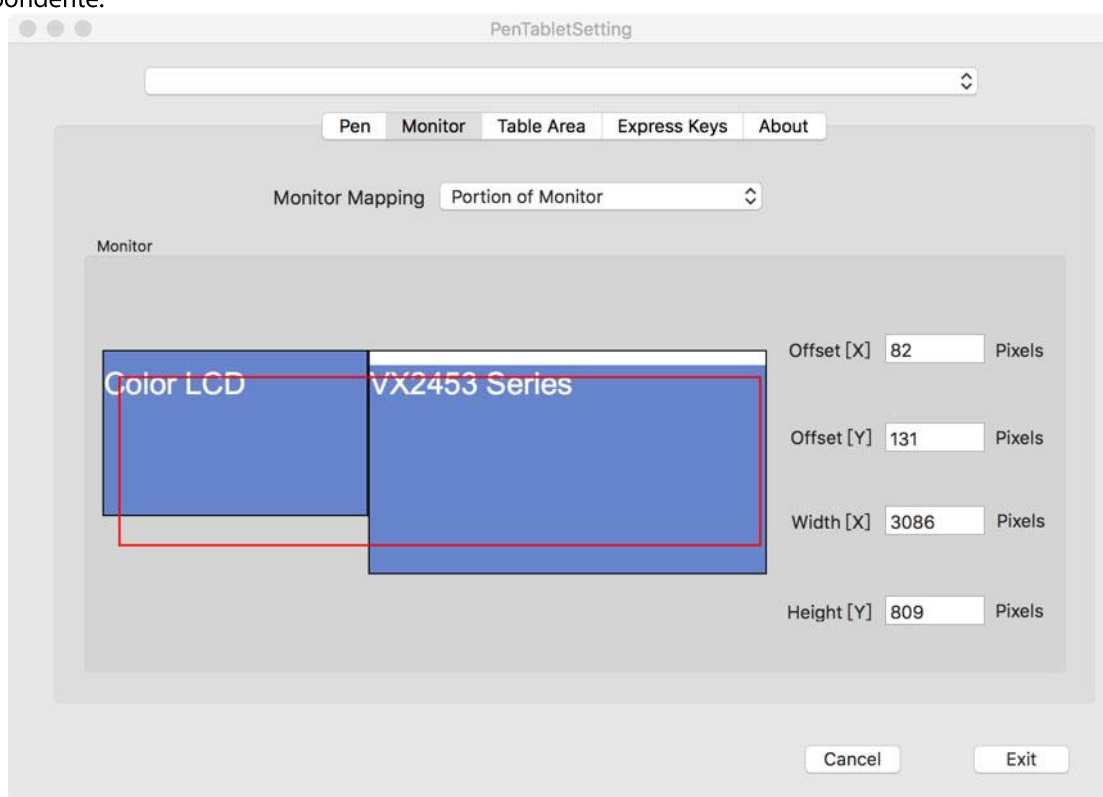 PenTabletSetting
Pen Monitor Table Area Express Keys About
Monitor Mapping Portion of Monitor
Monitor
Offset [X] 82 Pixels
Color LCD VX2453 Series
Offset [Y] 131 Pixels
Width [X] 3086 Pixels
Height [Y] 809 Pixels
Cancel Exit